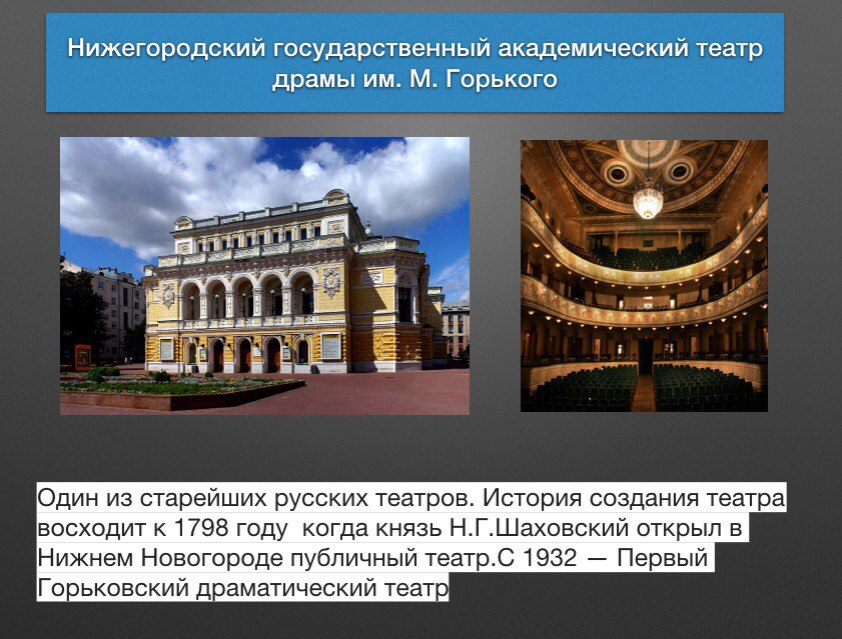 Нижегородский государственный академический театр
драмы им. М. Горького
Один из старейших русских театров. История создания театра
восходит к 1798 году  когда князь Н.Г.Шаховский открыл в
Нижнем Новогороде публичный театр.С 1932 — Первый
Горьковский драматический театр